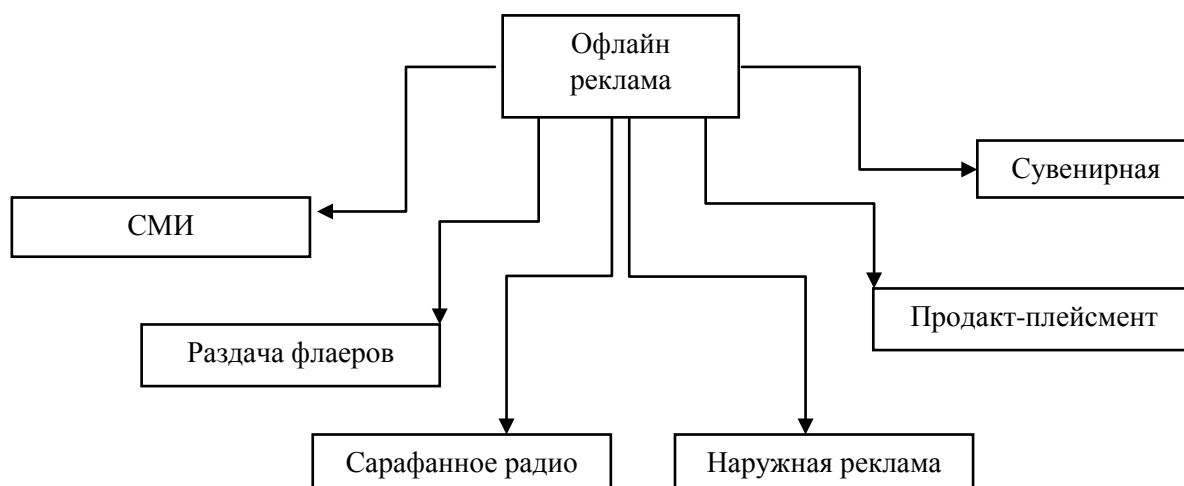 Офлайн
реклама
Сувенирная
СМИ
Продакт-плейсмент
Раздача флаеров
Сарафанное радио
Наружная реклама